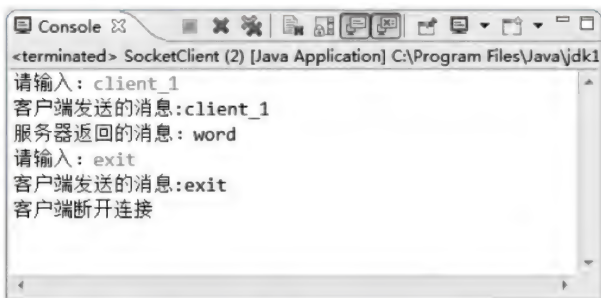 Console
<terminated> SocketClient (2) [Java Application] C:\Program Files\Java\jdk1
请输入：client_1
客户端发送的消息:client_1
服务器返回的消息：word
请输入：exit
客户端发送的消息:exit
客户端断开连接